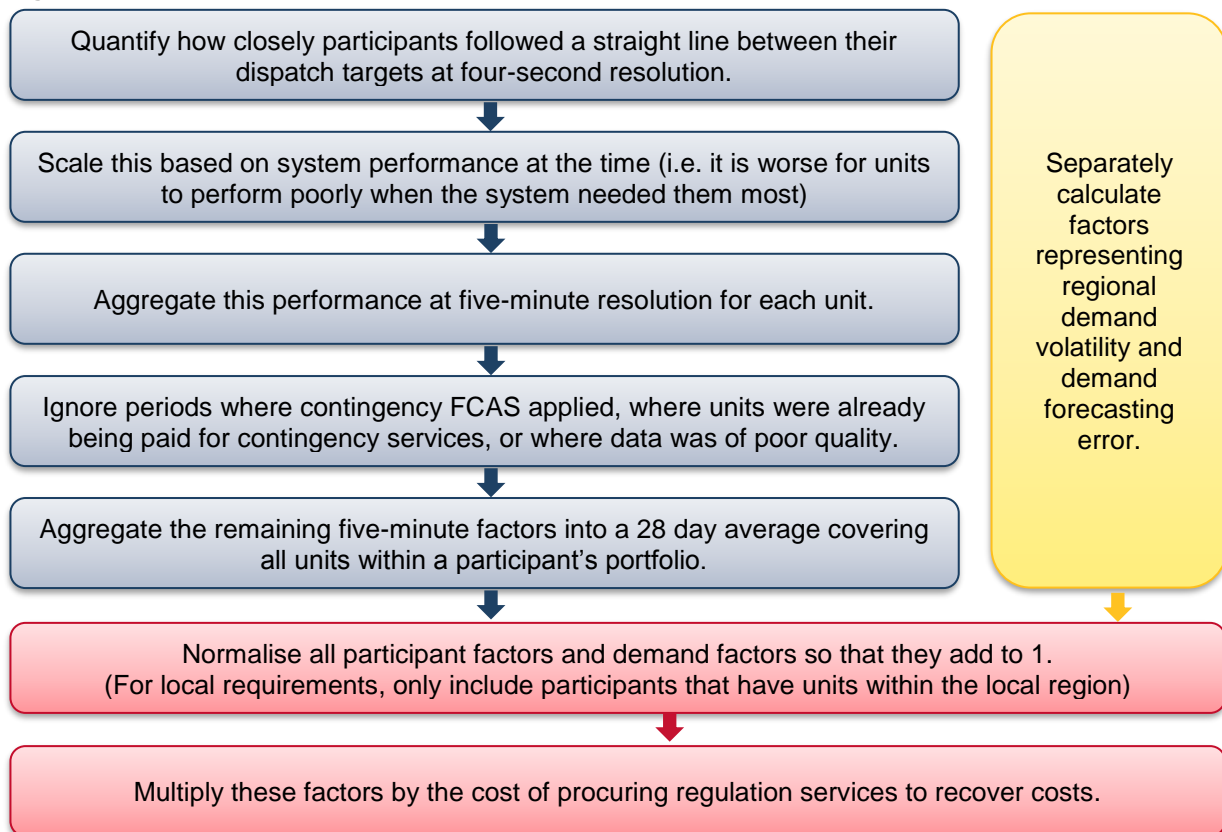 Quantify how closely participants followed a straight line between their
dispatch targets at four-second resolution.
Scale this based on system performance at the time (i.e. it is worse for units
to perform poorly when the system needed them most)
Aggregate this performance at five-minute resolution for each unit.
Ignore periods where contingency FCAS applied, where units were already
being paid for contingency services, or where data was of poor quality.
Aggregate the remaining five-minute factors into a 28 day average covering
all units within a participant's portfolio.
Separately
calculate
factors
representing
regional
demand
volatility and
demand
forecasting
error.
Normalise all participant factors and demand factors so that they add to 1.
(For local requirements, only include participants that have units within the local region)
Multiply these factors by the cost of procuring regulation services to recover costs.